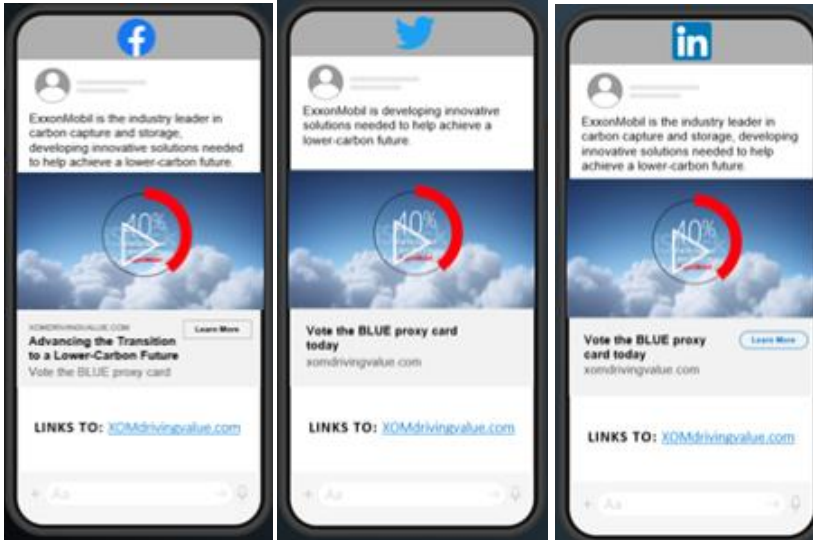 ExxonMobil is the industry leader in
carbon capture and storage,
developing innovative solutions needed
to help achieve a lower-carbon future.
40%
XOMDRIVINGVALUE.COM
Learn More
Advancing the Transition
to a Lower-Carbon Future
Vote the BLUE proxy card
LINKS TO: XOMdrivingvalue.com
Aa
ExxonMobil is developing innovative
solutions needed to help achieve a
lower-carbon future.
40%
Vote the BLUE proxy card
today
xomdrivingvalue.com
LINKS TO: XOMdrivingvalue.com
Aa
in
ExxonMobil is the industry leader in
carbon capture and storage, developing
innovative solutions needed to help
achieve a lower-carbon future.
40%
Vote the BLUE proxy
card today
Learn More
xomdrivingvalue.com
LINKS TO: XOMdrivingvalue.com
Aa